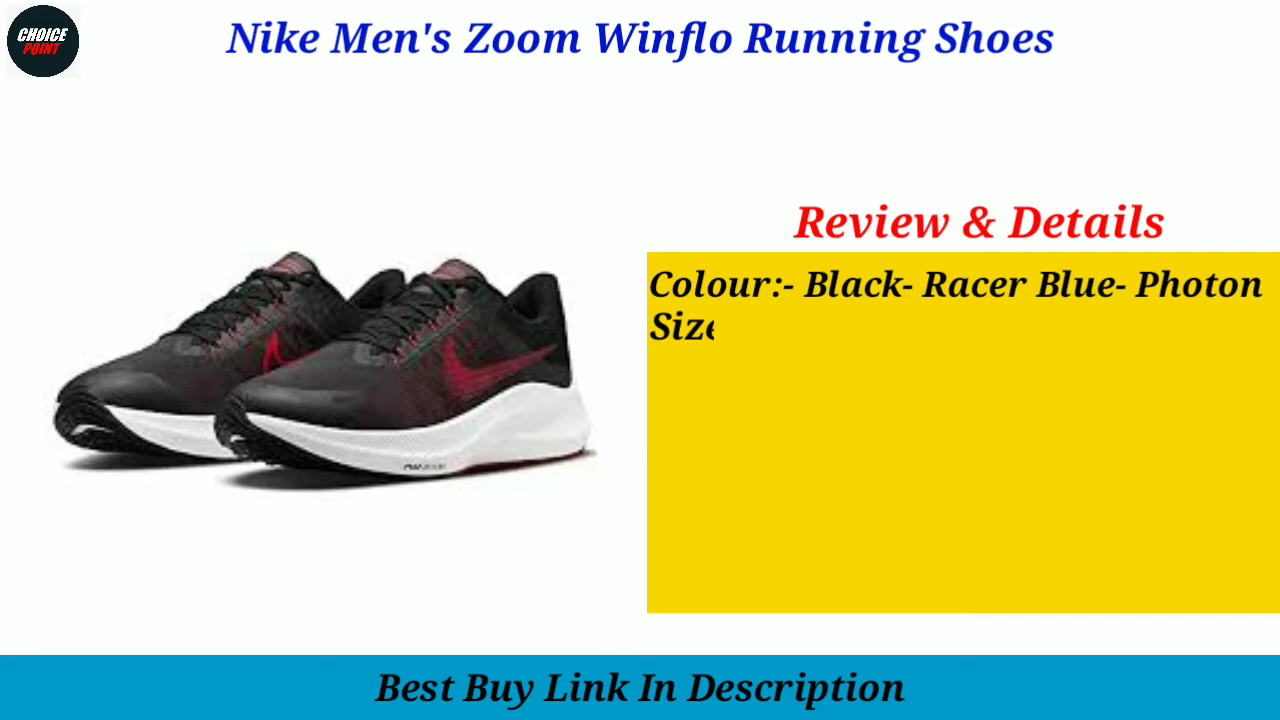 CHOICE
POINT
Nike Men's Zoom Winflo Running Shoes
Review & Details
Colour:- Black- Racer Blue- Photon
Size
Best Buy Link In Description